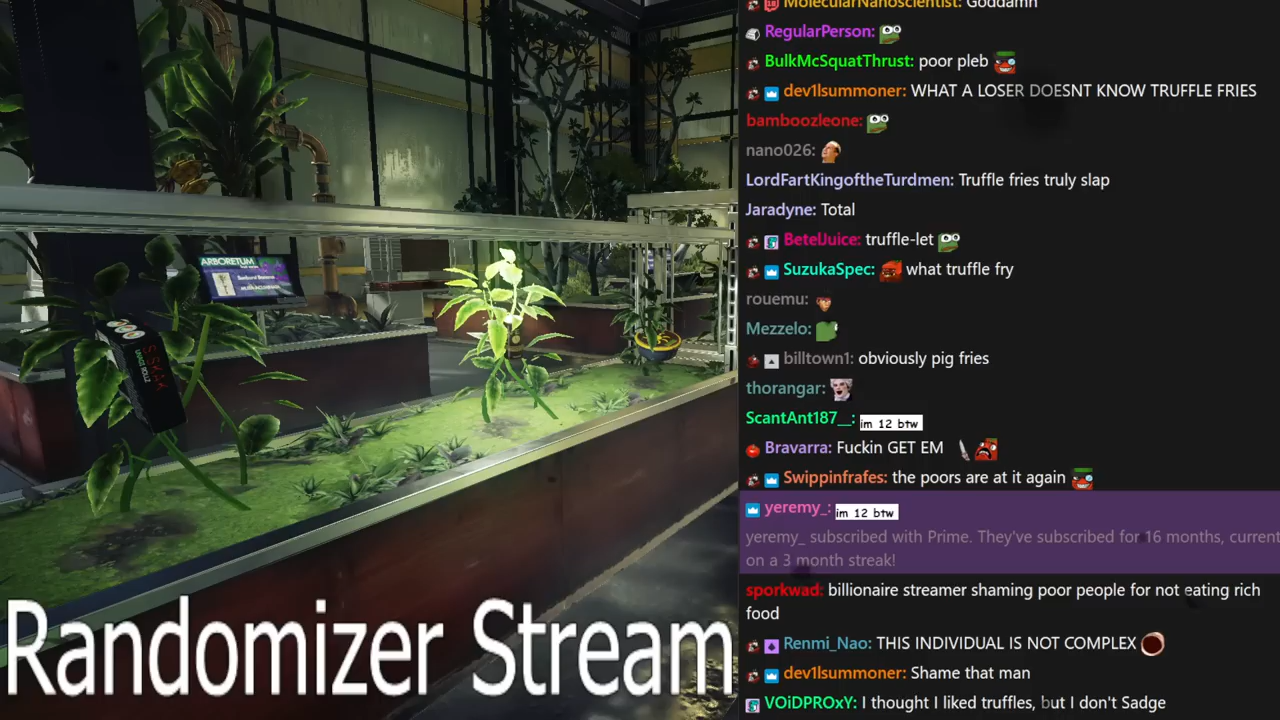 MolecularNanoscientist: Goddamn
RegularPerson:
BulkMcSquatThrust: poor pleb
dev1lsummoner: WHAT A LOSER DOESNT KNOW TRUFFLE FRIES
bamboozleone:
nano026:
LordFartKingoftheTurdmen: Truffle fries truly slap
Jaradyne: Total
BetelJuice: truffle-let
SuzukaSpec: what truffle fry
rouemu:
Mezzelo:
billtown1: obviously pig fries
thorangar:
ScantAnt187__: im 12 btw
Bravarra: Fuckin GET EM
Swippinfrafes: the poors are at it again
yeremy_: im 12 btw
yeremy_ subscribed with Prime. They've subscribed for 16 months, current
on a 3 month streak!
sporkwad: billionaire streamer shaming poor people for not eating rich
food
Renmi_Nao: THIS INDIVIDUAL IS NOT COMPLEX
dev1lsummoner: Shame that man
VOiDPROxY: I thought I liked truffles, but I don't Sadge
ARBORETUM
Randomizer Stream